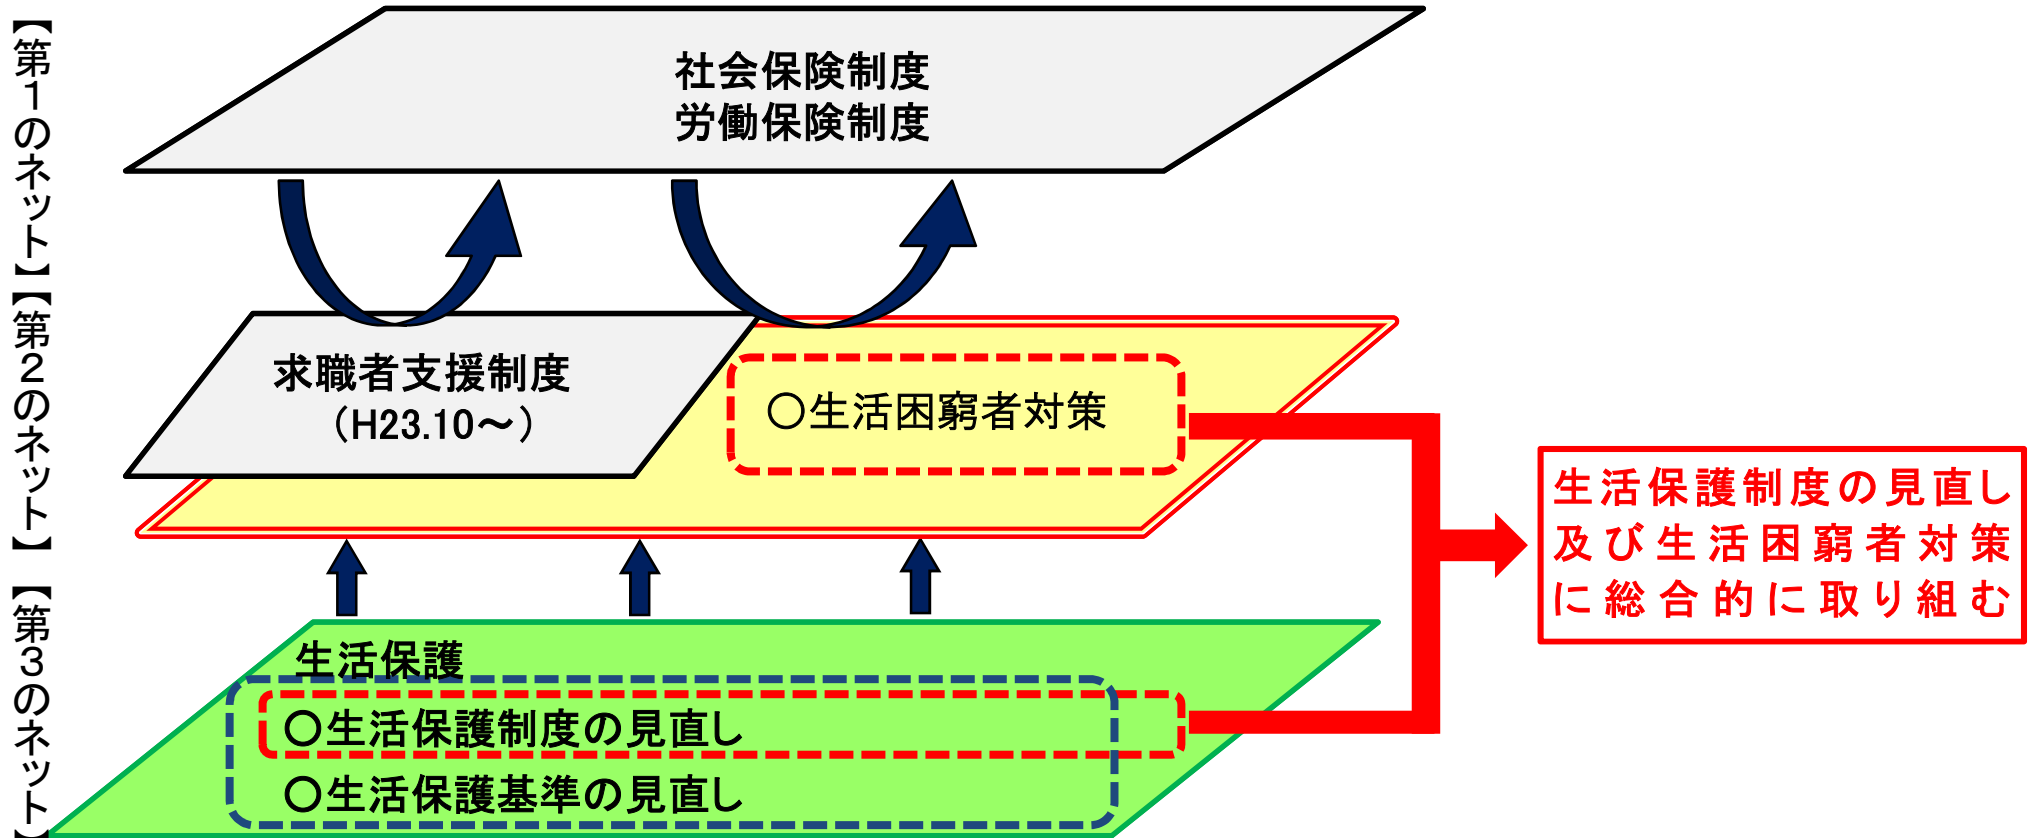 【第１のネット】
社会保険制度
労働保険制度
【第２のネット】
求職者支援制度
（H23.10～）
○生活困窮者対策
生活保護制度の見直し
及び生活困窮者対策
に総合的に取り組む
【第３のネット】
生活保護
○生活保護制度の見直し
○生活保護基準の見直し